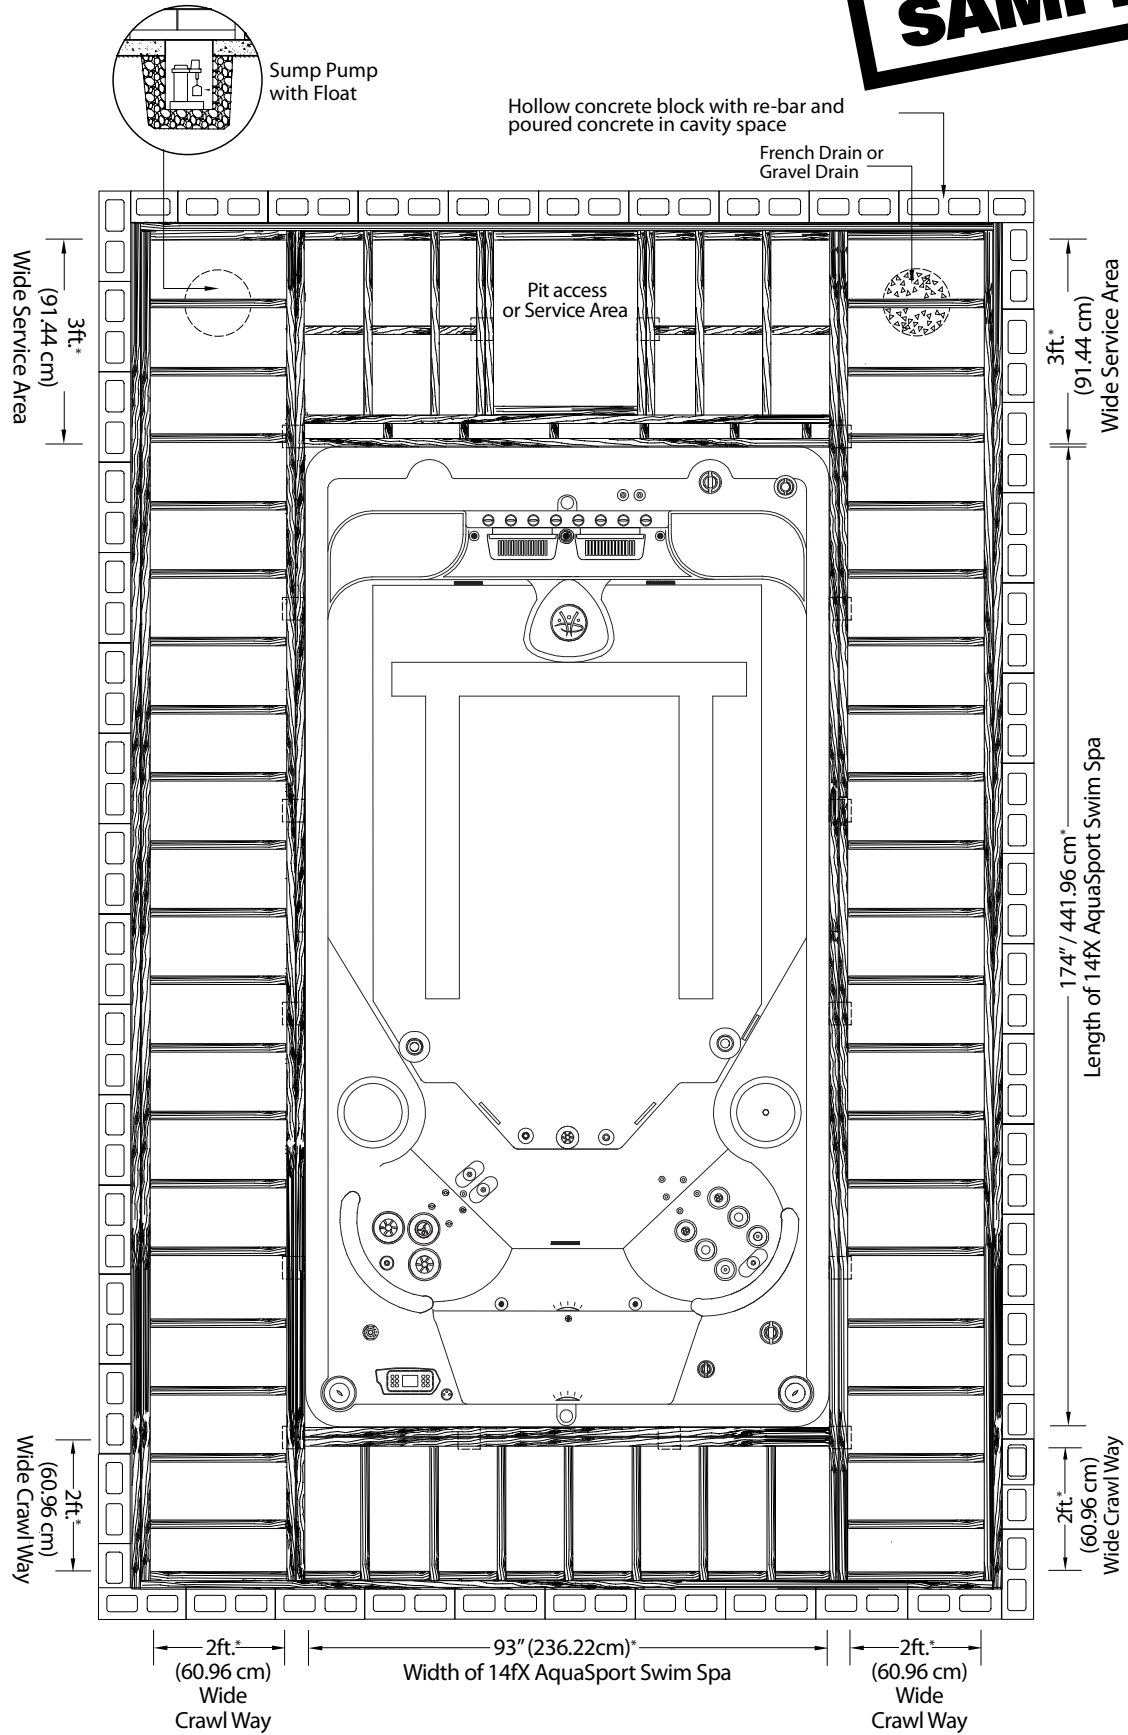 Sump Pump
with Float
Hollow concrete block with re-bar and
poured concrete in cavity space
French Drain or
Gravel Drain
Pit access
or Service Area
3ft.*
(91.44 cm)
Wide Service Area
3ft.*
(91.44 cm)
Wide Service Area
174” / 441.96 cm*
Length of 14fX AquaSport Swim Spa
2ft.*
(60.96 cm)
Wide Crawl Way
2ft.*
(60.96 cm)
Wide Crawl Way
2ft.*
(60.96 cm)
Wide
Crawl Way
93” (236.22cm)*
Width of 14fX AquaSport Swim Spa
2ft.*
(60.96 cm)
Wide
Crawl Way